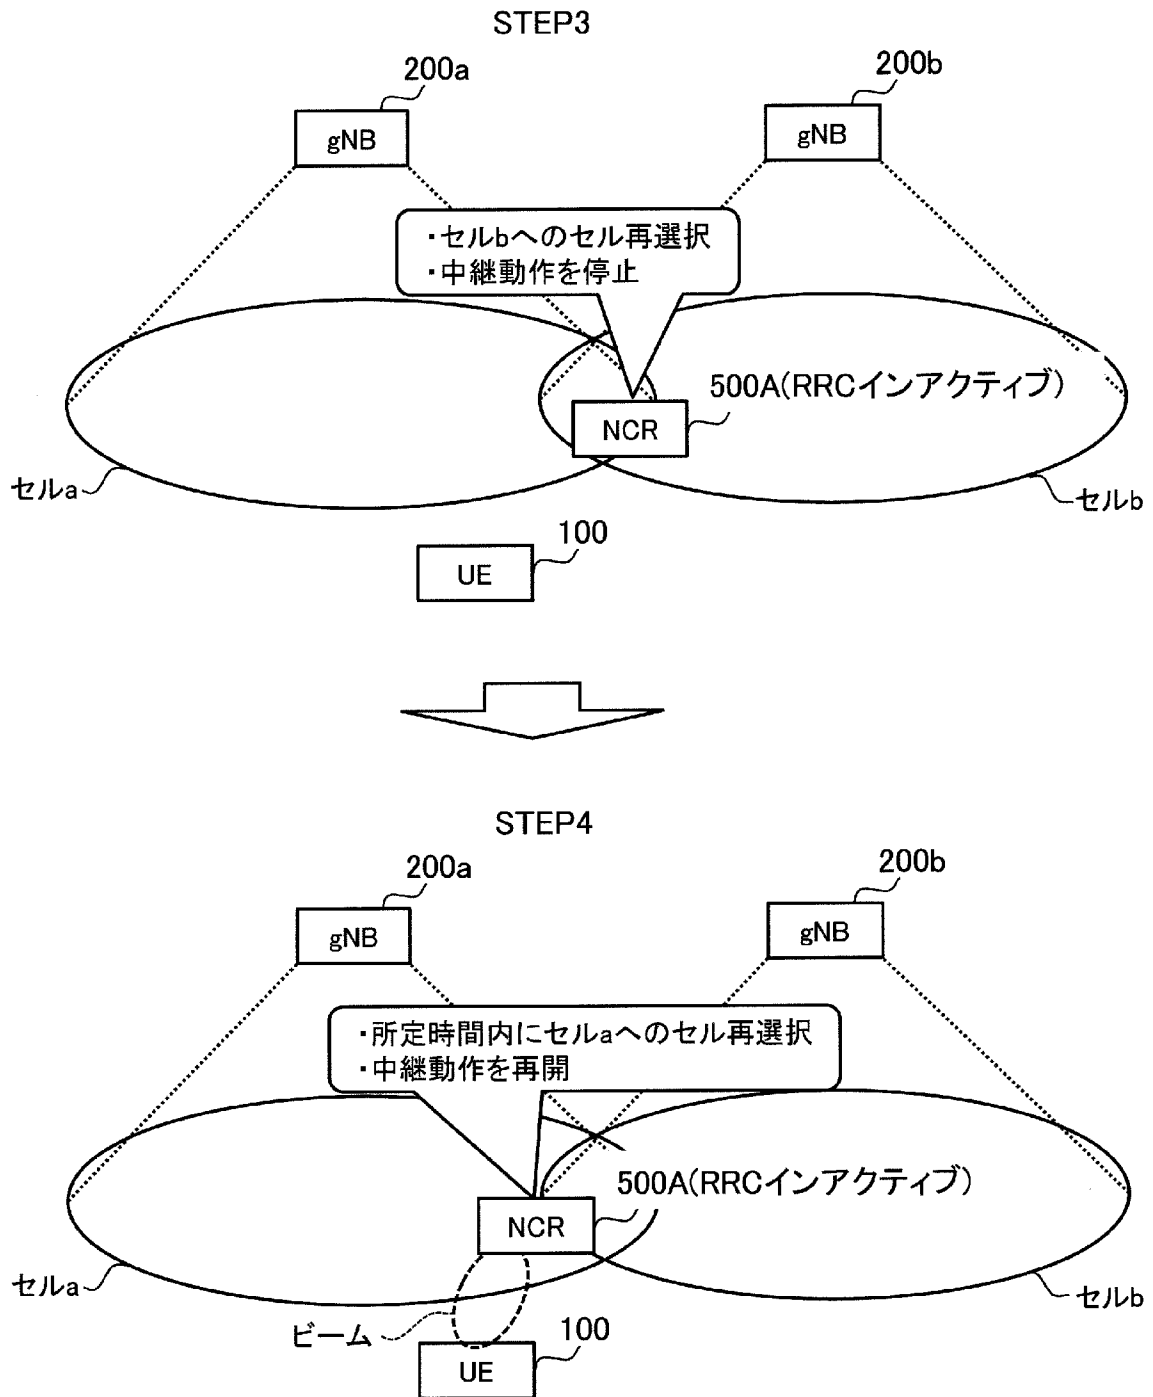 STEP3
200a
200b
gNB
gNB
・セルbへのセル再選択
・中継動作を停止
500A(RRCインアクティブ)
NCR
セルa
セルb
100
UE
STEP4
200a
200b
gNB
gNB
・所定時間内にセルaへのセル再選択
・中継動作を再開
500A(RRCインアクティブ)
NCR
セルa
セルb
ビーム
100
UE